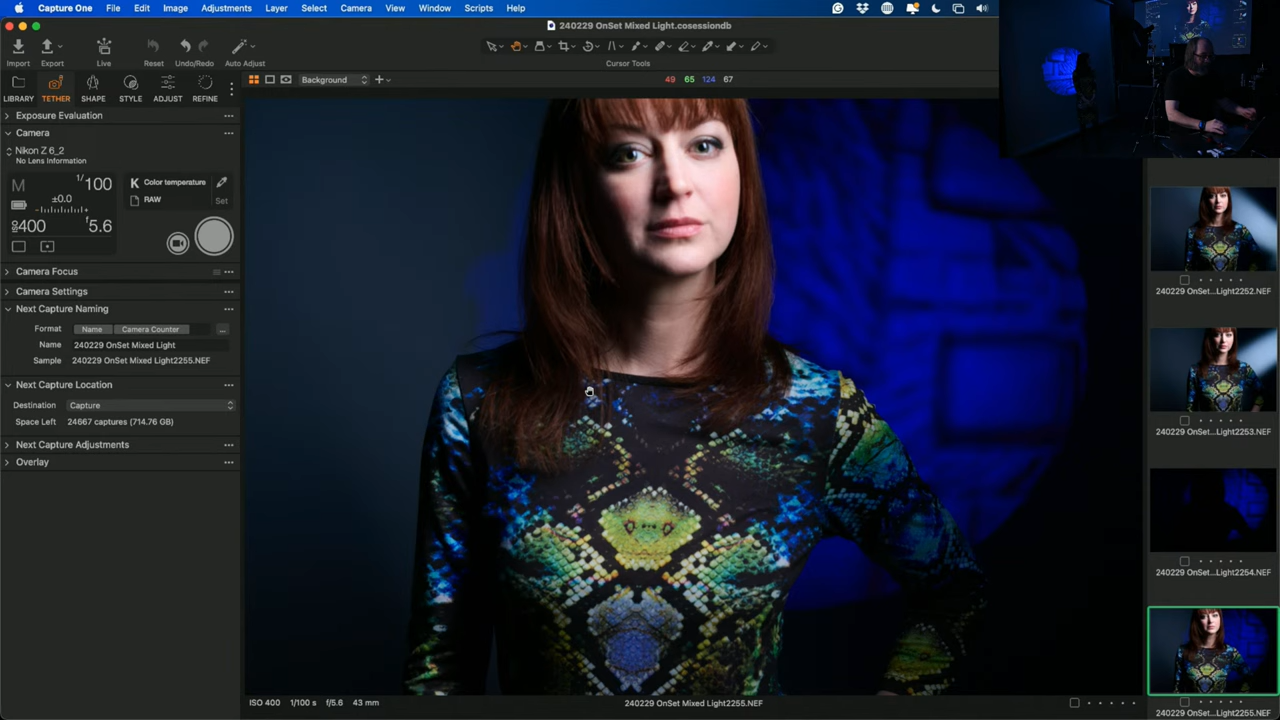 Capture One File Edit Image Adjustments Layer Select Camera View Window Scripts Help
240229 OnSet Mixed Light.cosessiondb
Import Export Live Reset Undo/Redo Auto Adjust Cursor Tools
Background 49 65 124 67
LIBRARY TETHER SHAPE STYLE ADJUST REFINE
Exposure Evaluation
Camera
Nikon Z 6_2
No Lens Information
M 1/100 K Color temperature
±0.0 RAW Set
ISO 400 f5.6
Camera Focus
Camera Settings
Next Capture Naming
Format Name Camera Counter ...
Name 240229 OnSet Mixed Light
Sample 240229 OnSet Mixed Light2255.NEF
Next Capture Location
Destination Capture
Space Left 24667 captures (714.76 GB)
Next Capture Adjustments
Overlay
240229 OnSet...Light2252.NEF
240229 OnSet...Light2253.NEF
240229 OnSet...Light2254.NEF
240229 OnSet...Light2255.NEF
ISO 400 1/100 s f/5.6 43 mm 240229 OnSet Mixed Light2255.NEF